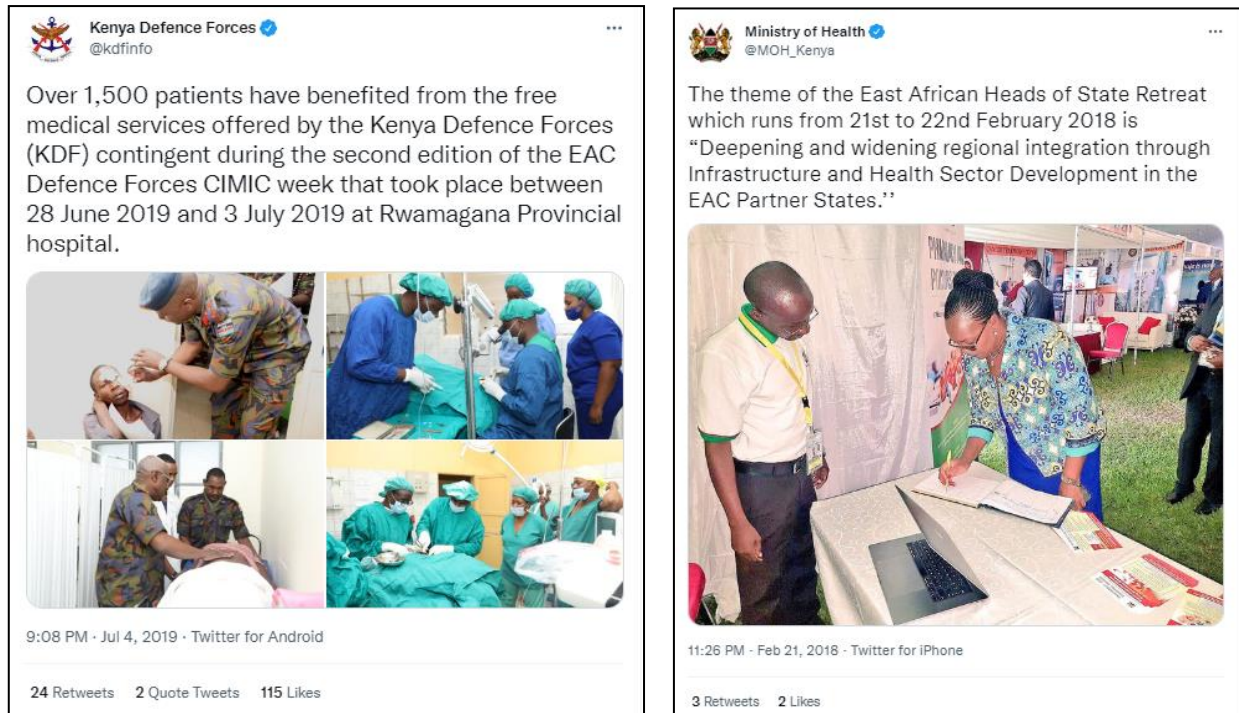 Kenya Defence Forces
@kdfinfo
Over 1,500 patients have benefited from the free
medical services offered by the Kenya Defence Forces
(KDF) contingent during the second edition of the EAC
Defence Forces CIMIC week that took place between
28 June 2019 and 3 July 2019 at Rwamagana Provincial
hospital.
9:08 PM · Jul 4, 2019 · Twitter for Android
24 Retweets 2 Quote Tweets 115 Likes
Ministry of Health
@MOH_Kenya
The theme of the East African Heads of State Retreat
which runs from 21st to 22nd February 2018 is
“Deepening and widening regional integration through
Infrastructure and Health Sector Development in the
EAC Partner States.’’
11:26 PM · Feb 21, 2018 · Twitter for iPhone
3 Retweets 2 Likes